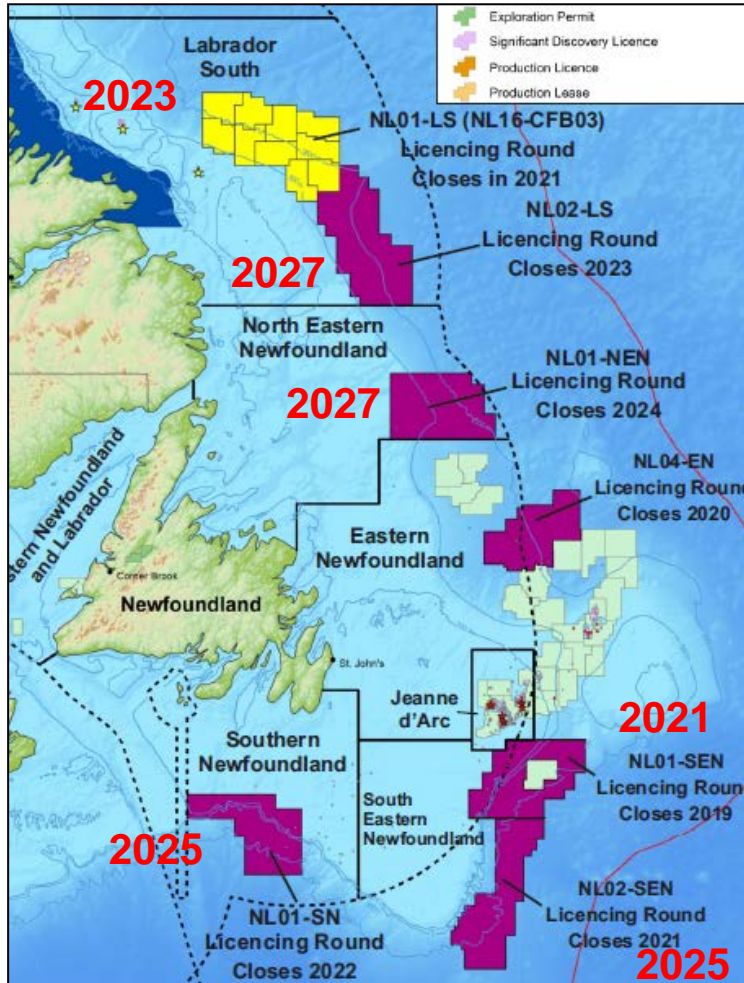 Exploration Permit
Significant Discovery Licence
Production Licence
Production Lease
Labrador
South
2023
NL01-LS (NL16-CFB03)
Licencing Round
Closes in 2021
NL02-LS
Licencing Round
Closes 2023
2027
North Eastern
Newfoundland
NL01-NEN
Licencing Round
Closes 2024
2027
NL04-EN
Licencing Round
Closes 2020
Eastern
Newfoundland
stern Newfoundland
and Labrador
Corner Brook
Newfoundland
St. John's
Jeanne
d'Arc
2021
Southern
Newfoundland
NL01-SEN
Licencing Round
Closes 2019
South
Eastern
Newfoundland
2025
NL02-SEN
Licencing Round
Closes 2021
NL01-SN
Licencing Round
Closes 2022
2025